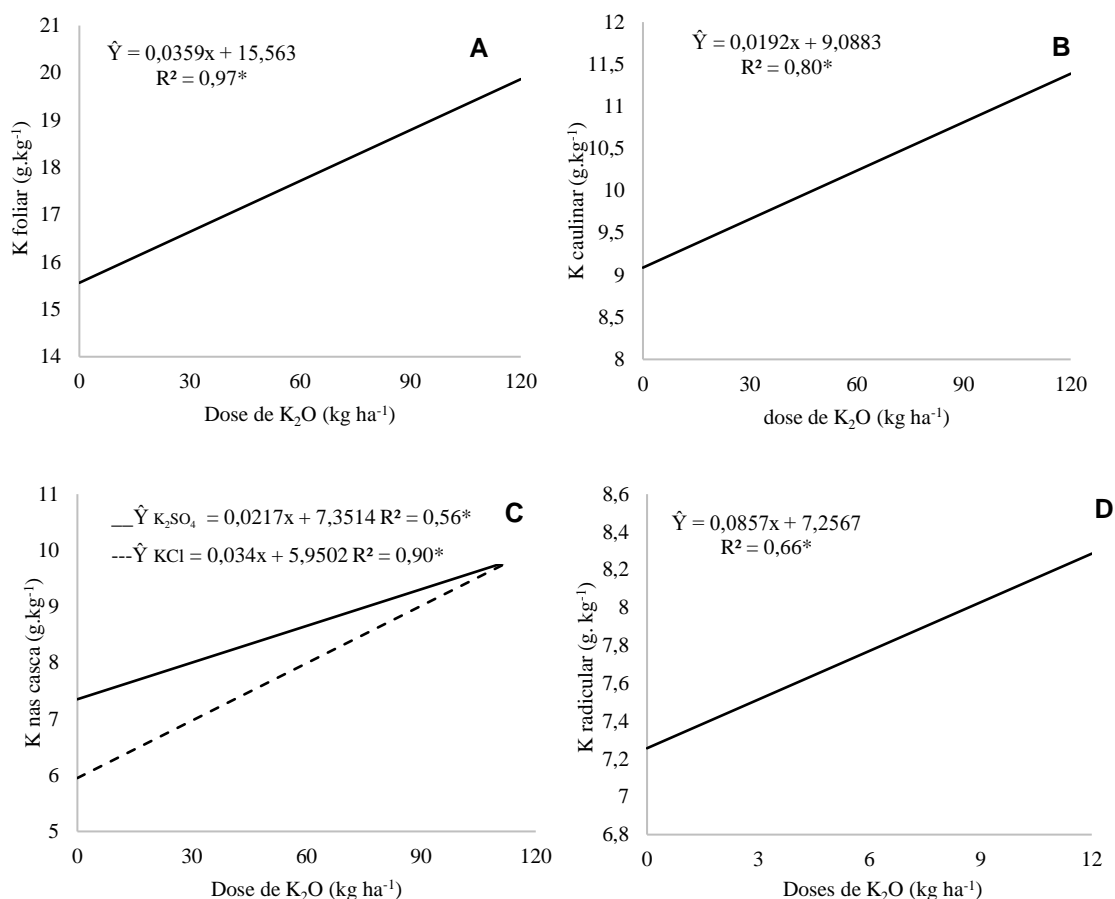 A
Ŷ = 0,0359x + 15,563
R² = 0,97*
21
20
19
18
17
16
15
14
K foliar (g.kg⁻¹)
0 30 60 90 120
Dose de K₂O (kg ha⁻¹)
B
Ŷ = 0,0192x + 9,0883
R² = 0,80*
12
11,5
11
10,5
10
9,5
9
8,5
8
K caulinar (g.kg⁻¹)
0 30 60 90 120
dose de K₂O (kg ha⁻¹)
C
__Ŷ K₂SO₄ = 0,0217x + 7,3514 R² = 0,56*
---Ŷ KCl = 0,034x + 5,9502 R² = 0,90*
11
10
9
8
7
6
5
K nas casca (g.kg⁻¹)
0 30 60 90 120
Dose de K₂O (kg ha⁻¹)
D
Ŷ = 0,0857x + 7,2567
R² = 0,66*
8,6
8,4
8,2
8
7,8
7,6
7,4
7,2
7
6,8
K radicular (g. kg⁻¹)
0 3 6 9 12
Doses de K₂O (kg ha⁻¹)